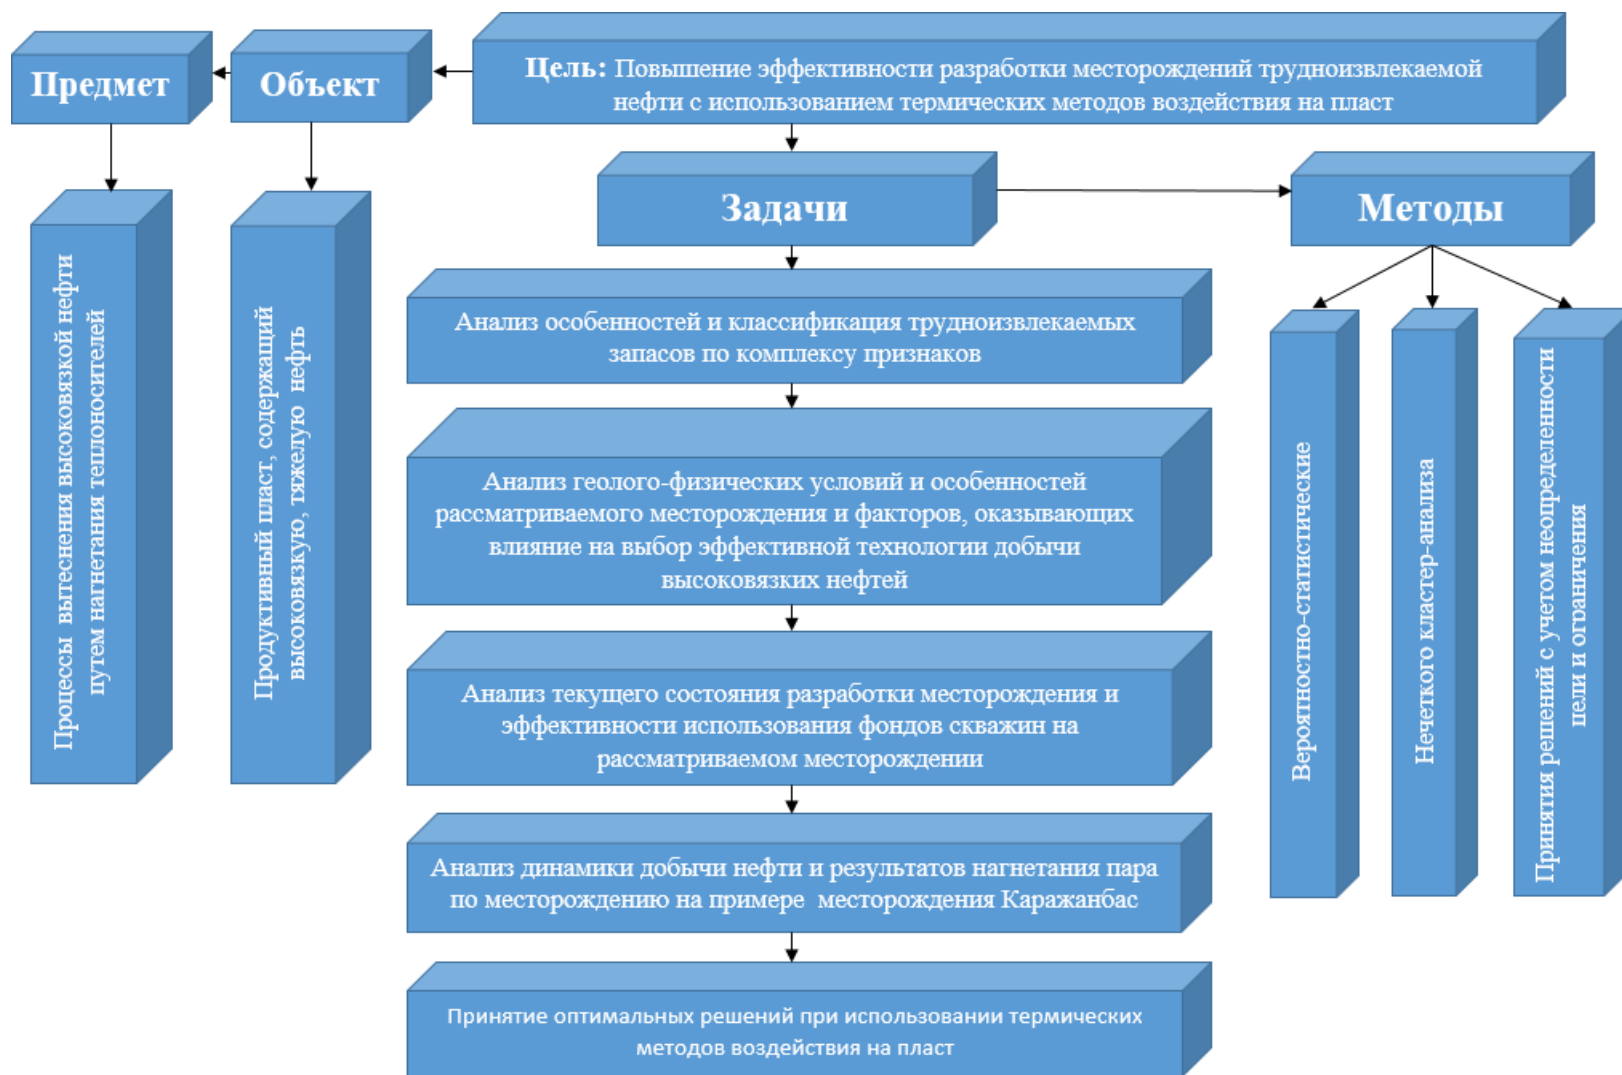 Предмет
Объект
Цель: Повышение эффективности разработки месторождений трудноизвлекаемой
нефти с использованием термических методов воздействия на пласт
Задачи
Методы
Процессы вытеснения высоковязкой нефти
путем нагнетания теплоносителей
Продуктивный пласт, содержащий
высоковязкую, тяжелую нефть
Анализ особенностей и классификация трудноизвлекаемых
запасов по комплексу признаков
Анализ геолого-физических условий и особенностей
рассматриваемого месторождения и факторов, оказывающих
влияние на выбор эффективной технологии добычи
высоковязких нефтей
Анализ текущего состояния разработки месторождения и
эффективности использования фондов скважин на
рассматриваемом месторождении
Анализ динамики добычи нефти и результатов нагнетания пара
по месторождению на примере месторождения Каражанбас
Принятие оптимальных решений при использовании термических
методов воздействия на пласт
Вероятностно-статистические
Нечеткого кластер-анализа
Принятия решений с учетом неопределенности
пели и ограничения